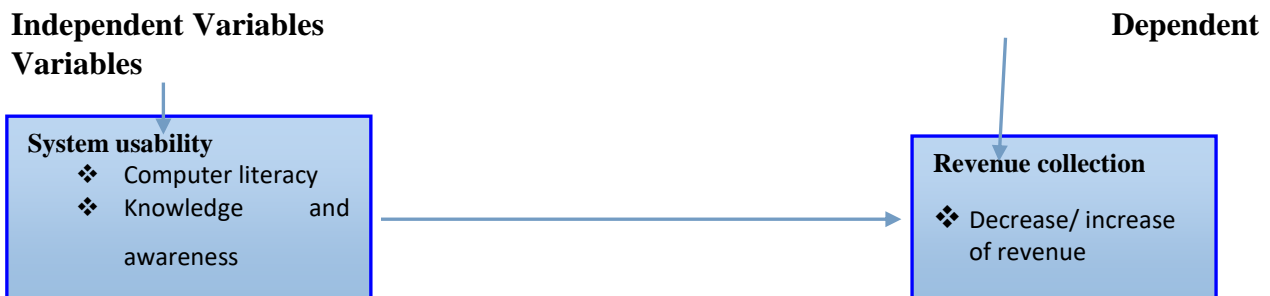 Independent Variables Dependent
Variables
System usability
❖ Computer literacy
❖ Knowledge and
awareness
Revenue collection
❖ Decrease/ increase
of revenue